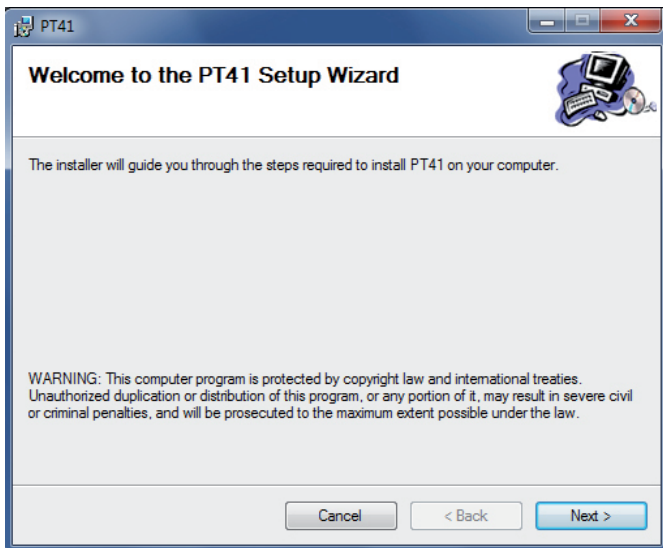 PT41
Welcome to the PT41 Setup Wizard
The installer will guide you through the steps required to install PT41 on your computer.
WARNING: This computer program is protected by copyright law and international treaties.
Unauthorized duplication or distribution of this program, or any portion of it, may result in severe civil
or criminal penalties, and will be prosecuted to the maximum extent possible under the law.
Cancel
< Back
Next >